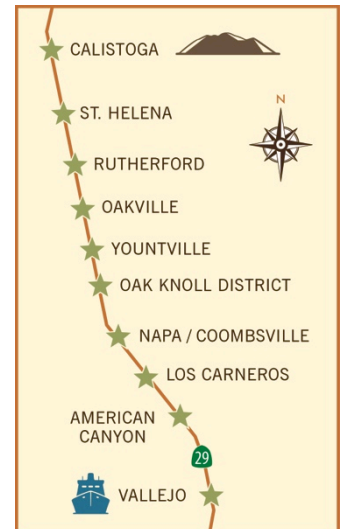 CALISTOGA
N
ST. HELENA
RUTHERFORD
OAKVILLE
YOUNTVILLE
OAK KNOLL DISTRICT
NAPA / COOMBSVILLE
LOS CARNEROS
AMERICAN
CANYON
29
VALLEJO